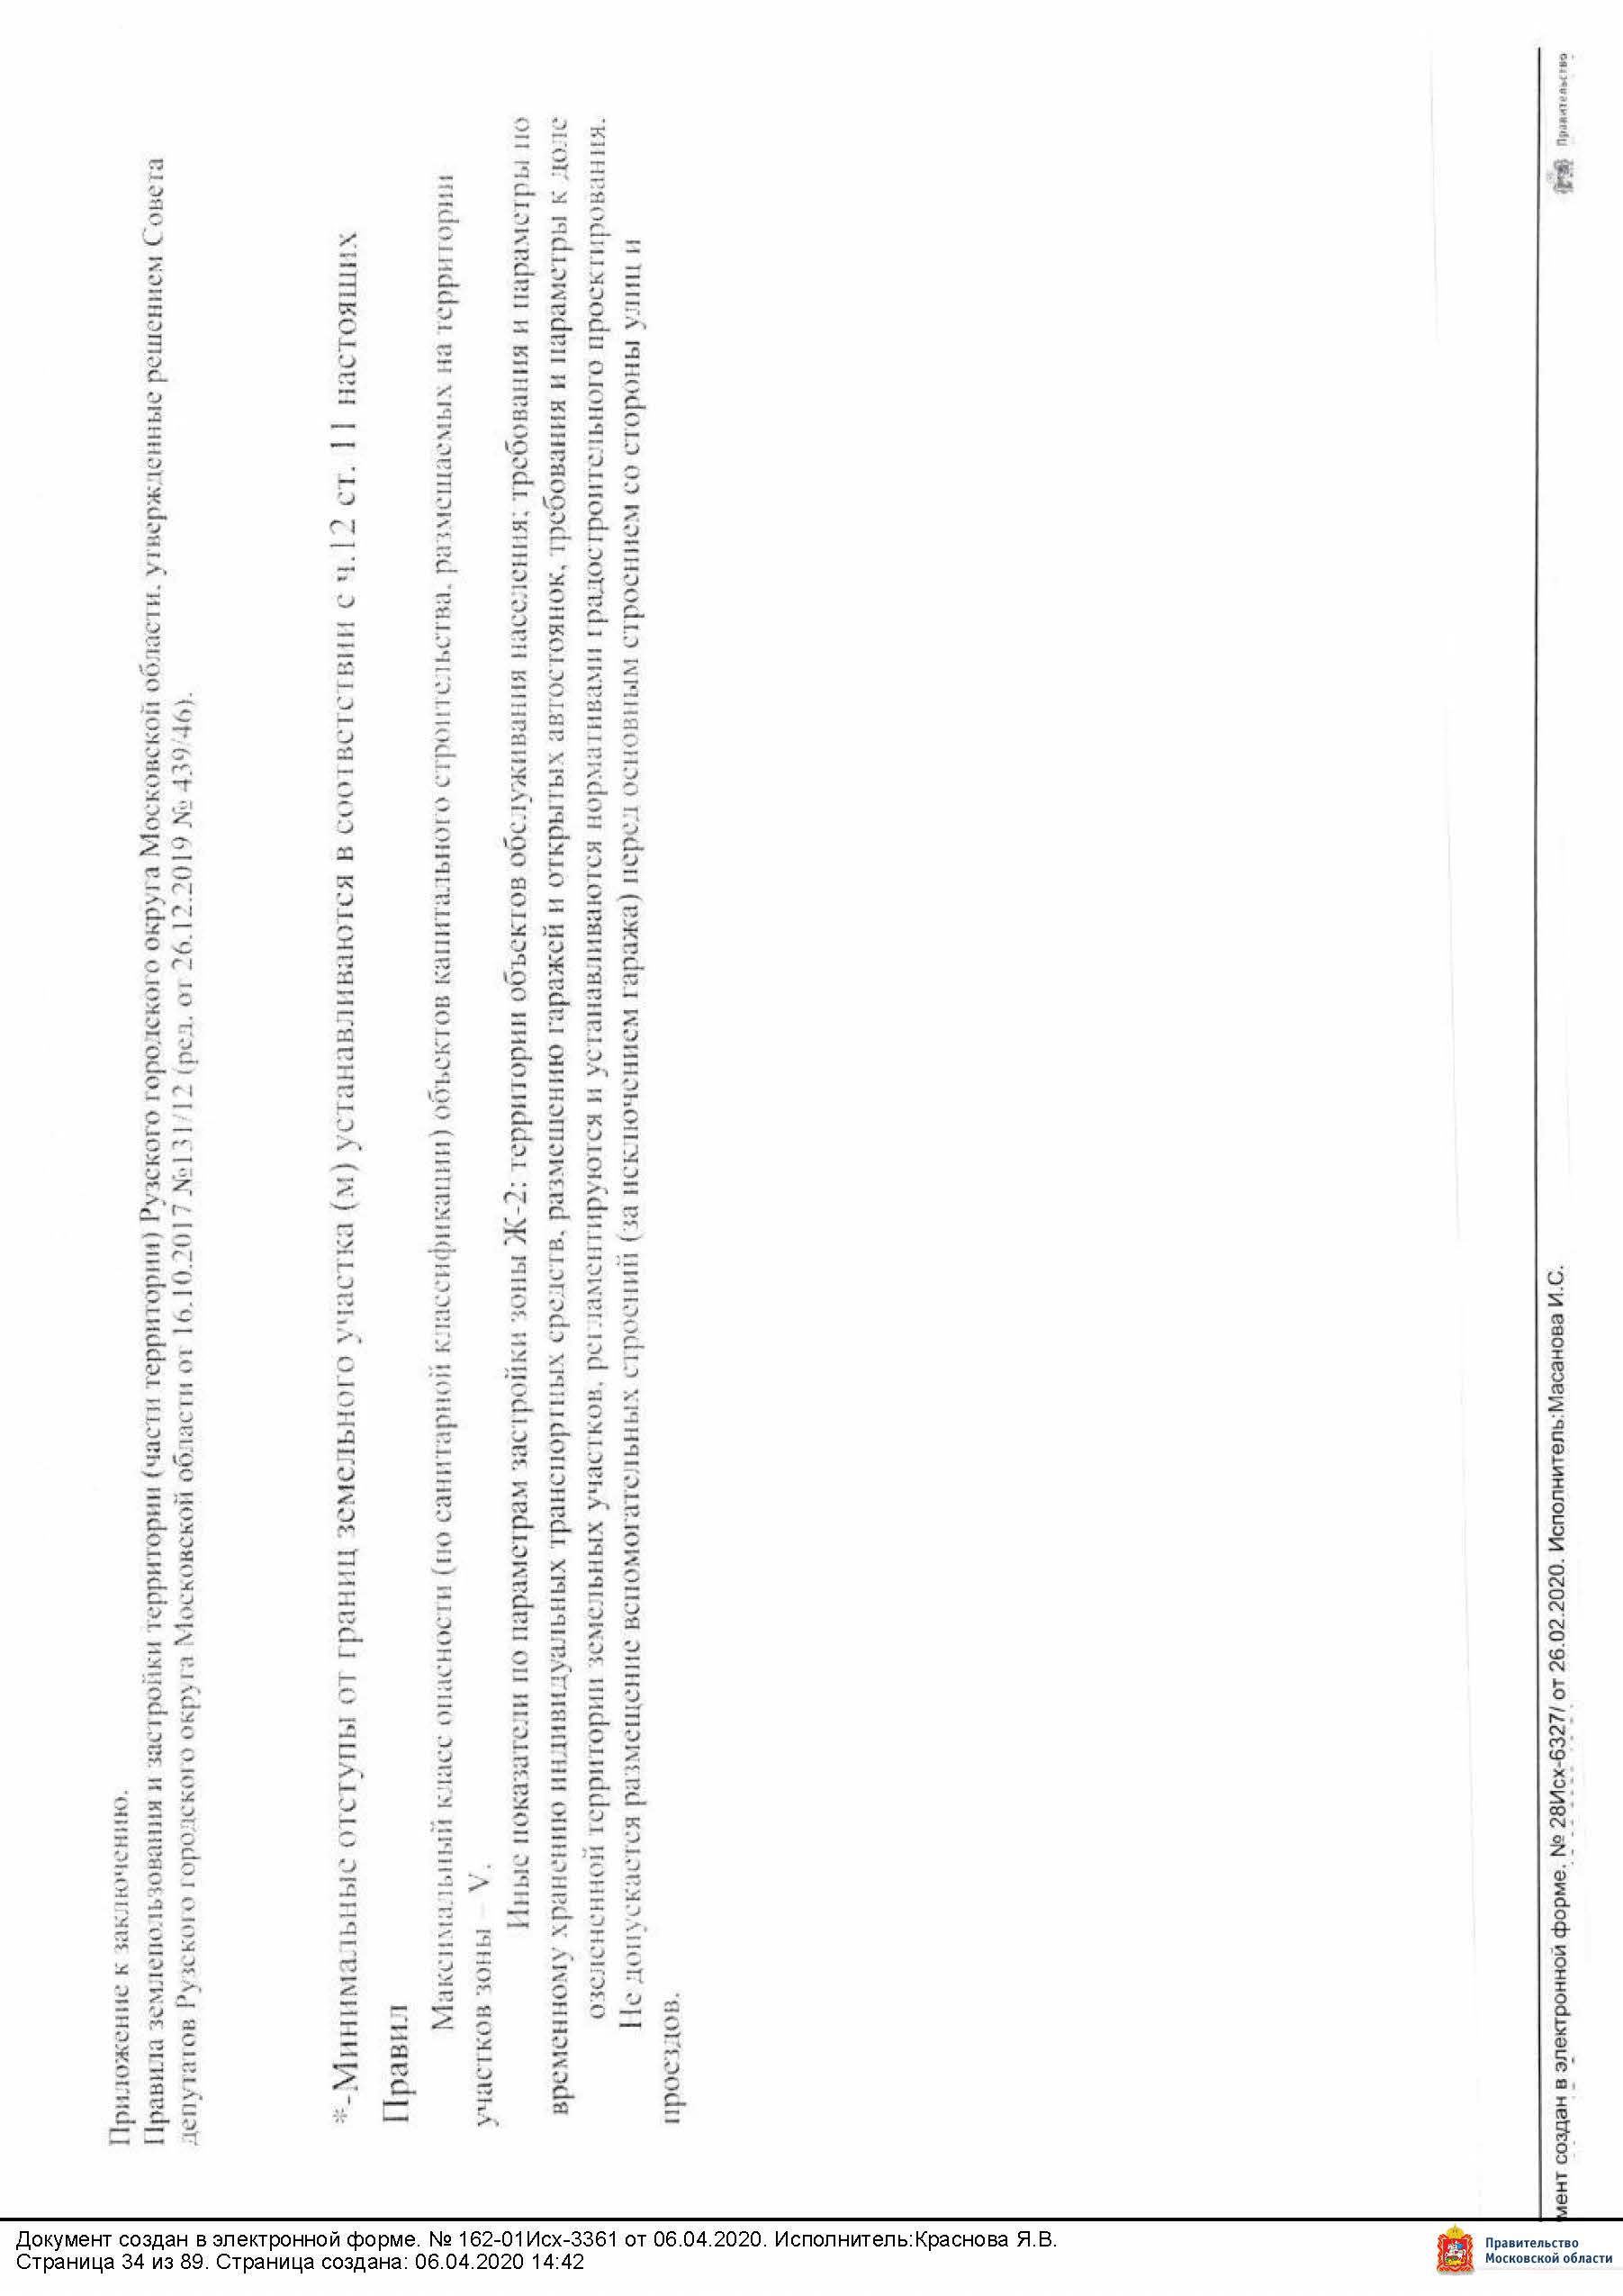 Приложение к заключению.
Правила землепользования и застройки территории (части территории) Рузского городского округа Московской области, утвержденные решением Совета
депутатов Рузского городского округа Московской области от 16.10.2017 №131/12 (ред. от 26.12.2019 № 439/46).
*-Минимальные отступы от границ земельного участка (м) устанавливаются в соответствии с ч.12 ст. 11 настоящих
Правил
Максимальный класс опасности (по санитарной классификации) объектов капитального строительства, размещаемых на территории
участков зоны – V.
Иные показатели по параметрам застройки зоны Ж-2: территории объектов обслуживания населения; требования и параметры по
временному хранению индивидуальных транспортных средств, размещению гаражей и открытых автостоянок, требования и параметры к доле
озелененной территории земельных участков, регламентируются и устанавливаются нормативами градостроительного проектирования.
Не допускается размещение вспомогательных строений (за исключением гаража) перед основным строением со стороны улиц и
проездов.
мент создан в электронной форме. № 28Исх-6327/ от 26.02.2020. Исполнитель:Масанова И.С.
Правительство
Документ создан в электронной форме. № 162-01Исх-3361 от 06.04.2020. Исполнитель:Краснова Я.В.
Страница 34 из 89. Страница создана: 06.04.2020 14:42
Правительство
Московской области